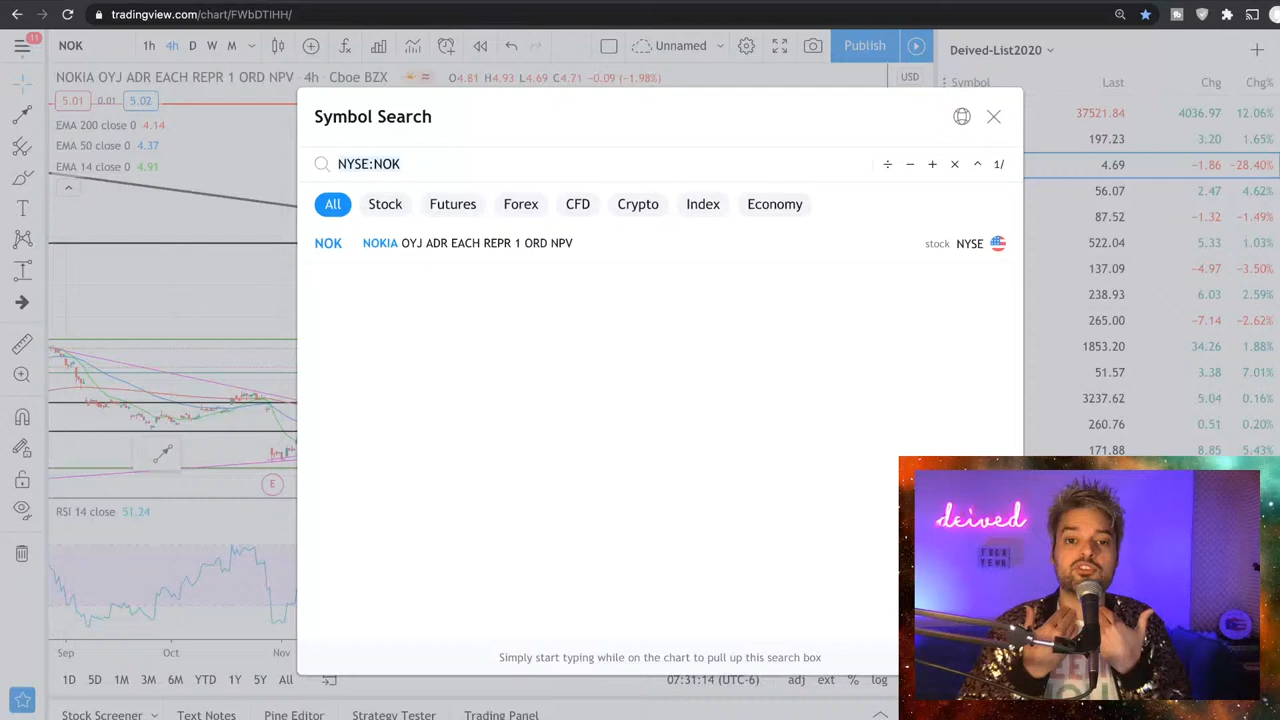 tradingview.com/chart/FWbDTIHH/
11
NOK
1h 4h D W M
Unnamed
Publish
Deived-List2020
NOKIA OYJ ADR EACH REPR 1 ORD NPV · 4h · Cboe BZX
O4.81 H4.93 L4.69 C4.71 −0.09 (−1.98%)
USD
Symbol Last Chg Chg%
5.01 0.01 5.02
EMA 200 close 0 4.14
EMA 50 close 0 4.37
EMA 14 close 0 4.91
Symbol Search
NYSE:NOK
÷ − + × ^ 1/
All Stock Futures Forex CFD Crypto Index Economy
NOK NOKIA OYJ ADR EACH REPR 1 ORD NPV stock NYSE
37521.84 4036.97 12.06%
197.23 3.20 1.65%
4.69 −1.86 −28.40%
56.07 2.47 4.62%
87.52 −1.32 −1.49%
522.04 5.33 1.03%
137.09 −4.97 −3.50%
238.93 6.03 2.59%
265.00 −7.14 −2.62%
1853.20 34.26 1.88%
51.57 3.38 7.01%
3237.62 5.04 0.16%
260.76 0.51 0.20%
171.88 8.85 5.43%
E
RSI 14 close 51.24
deived
FUCK
YEAH
Sep Oct Nov
Simply start typing while on the chart to pull up this search box
1D 5D 1M 3M 6M YTD 1Y 5Y All
07:31:14 (UTC-6) adj ext % log
Stock Screener Text Notes Pine Editor Strategy Tester Trading Panel